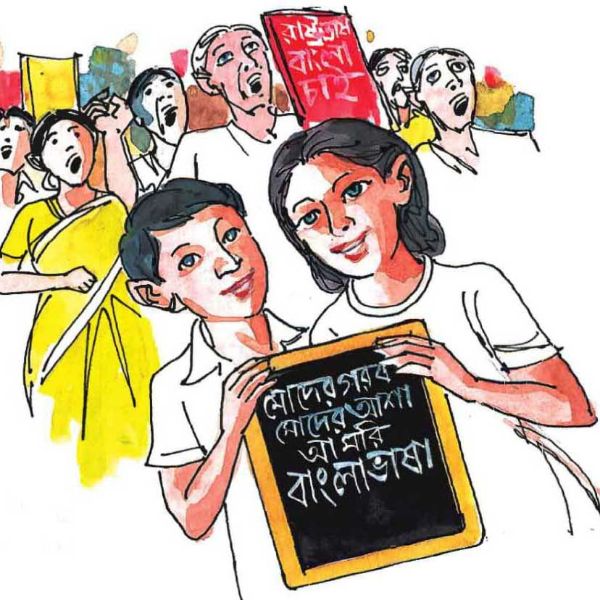 রাষ্ট্রভাষা
বাংলা
চাই
মোদের গরব
মোদের আশা
আ মরি
বাংলা ভাষা